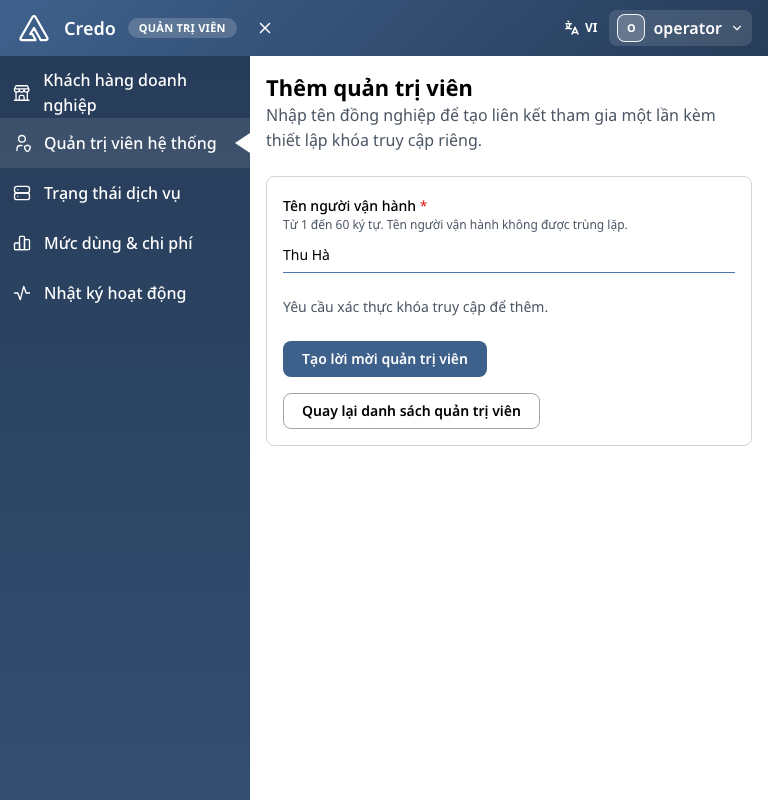 Credo
QUẢN TRỊ VIÊN
VI
O
operator
Khách hàng doanh
nghiệp
Quản trị viên hệ thống
Trạng thái dịch vụ
Mức dùng & chi phí
Nhật ký hoạt động
Thêm quản trị viên
Nhập tên đồng nghiệp để tạo liên kết tham gia một lần kèm
thiết lập khóa truy cập riêng.
Tên người vận hành *
Từ 1 đến 60 ký tự. Tên người vận hành không được trùng lặp.
Thu Hà
Yêu cầu xác thực khóa truy cập để thêm.
Tạo lời mời quản trị viên
Quay lại danh sách quản trị viên